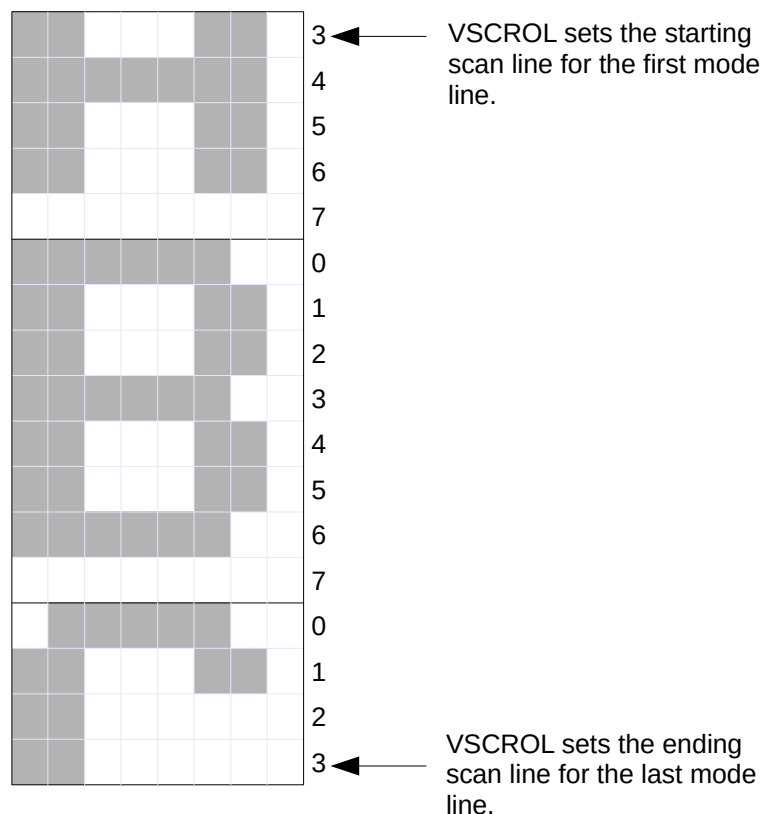 3
VSCROL sets the starting
scan line for the first mode
line.
4
5
6
7
0
1
2
3
4
5
6
7
0
1
2
3
VSCROL sets the ending
scan line for the last mode
line.